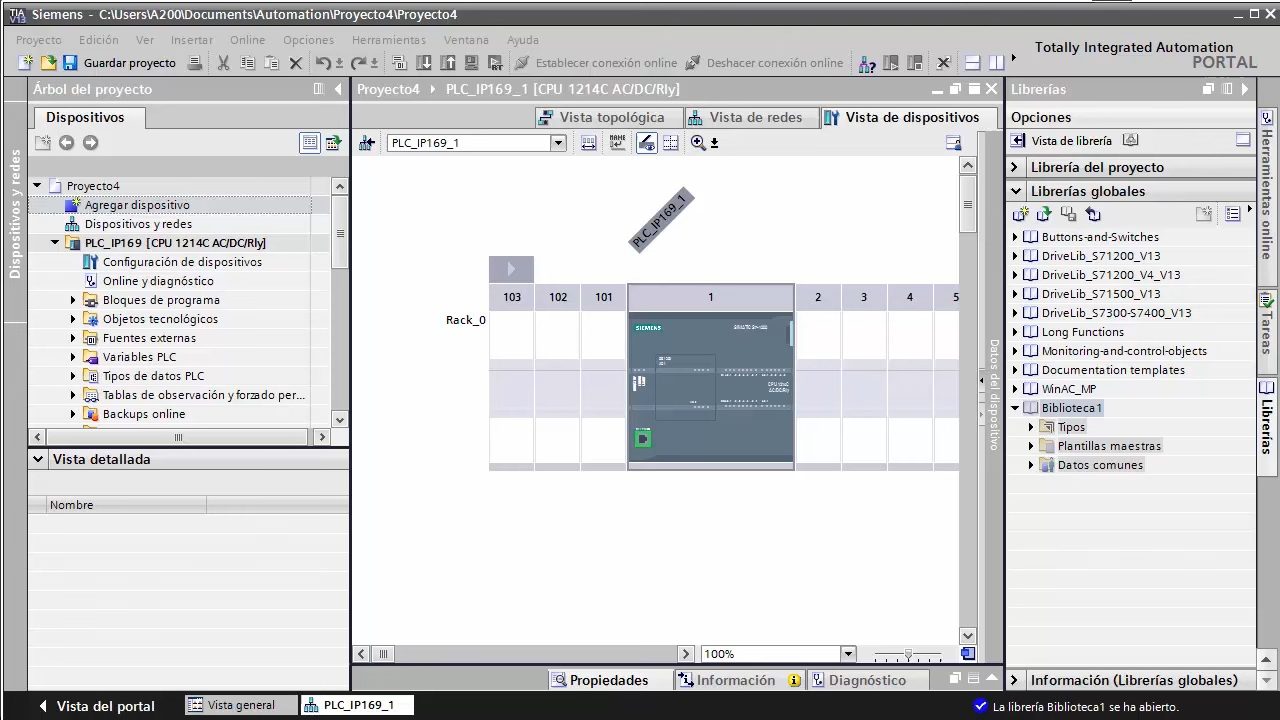 Siemens - C:\Users\A200\Documents\Automation\Proyecto4\Proyecto4
Proyecto Edición Ver Insertar Online Opciones Herramientas Ventana Ayuda
Guardar proyecto Establecer conexión online Deshacer conexión online
Totally Integrated Automation
PORTAL
Árbol del proyecto
Dispositivos
Dispositivos y redes
Proyecto4
Agregar dispositivo
Dispositivos y redes
PLC_IP169 [CPU 1214C AC/DC/Rly]
Configuración de dispositivos
Online y diagnóstico
Bloques de programa
Objetos tecnológicos
Fuentes externas
Variables PLC
Tipos de datos PLC
Tablas de observación y forzado per...
Backups online
Vista detallada
Nombre
Proyecto4 PLC_IP169_1 [CPU 1214C AC/DC/Rly]
Vista topológica Vista de redes Vista de dispositivos
PLC_IP169_1
PLC_IP169_1
103 102 101 1 2 3 4 5
Rack_0
SIEMENS
SIMATIC S7-1200
CPU 1214C
AC/DC/Rly
Datos del dispositivo
100%
Propiedades Información Diagnóstico
Librerías
Opciones
Vista de librería
Librería del proyecto
Librerías globales
Buttons-and-Switches
DriveLib_S71200_V13
DriveLib_S71200_V4_V13
DriveLib_S71500_V13
DriveLib_S7300-S7400_V13
Long Functions
Monitoring-and-control-objects
Documentation templates
WinAC_MP
Biblioteca1
Tipos
Plantillas maestras
Datos comunes
Información (Librerías globales)
Herramientas online
Tareas
Librerías
Vista del portal Vista general PLC_IP169_1
La librería Biblioteca1 se ha abierto.